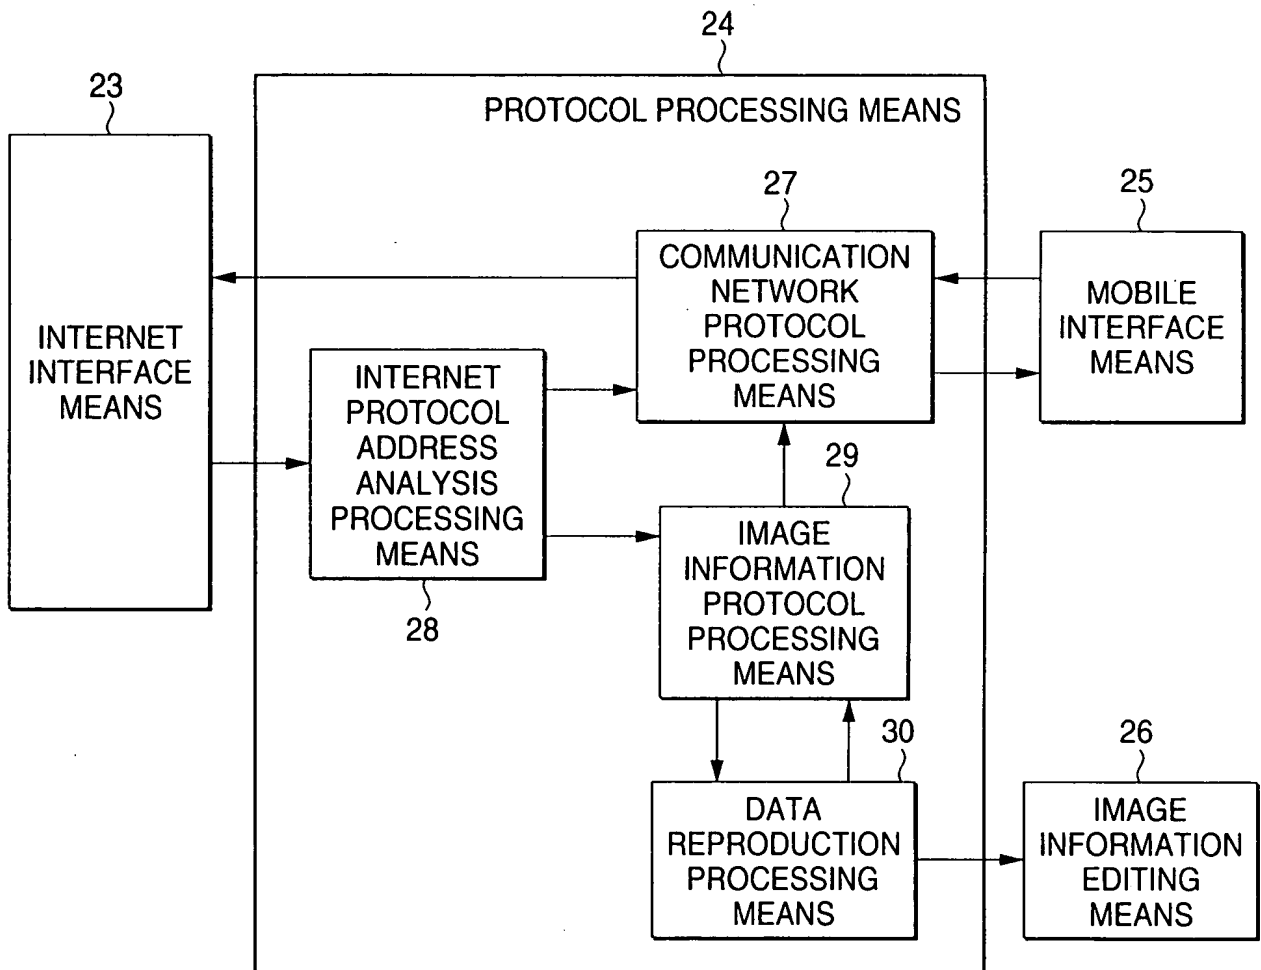 24
23
PROTOCOL PROCESSING MEANS
27
25
COMMUNICATION
NETWORK
PROTOCOL
PROCESSING
MEANS
MOBILE
INTERFACE
MEANS
INTERNET
INTERFACE
MEANS
INTERNET
PROTOCOL
ADDRESS
ANALYSIS
PROCESSING
MEANS
28
29
IMAGE
INFORMATION
PROTOCOL
PROCESSING
MEANS
30
26
DATA
REPRODUCTION
PROCESSING
MEANS
IMAGE
INFORMATION
EDITING
MEANS